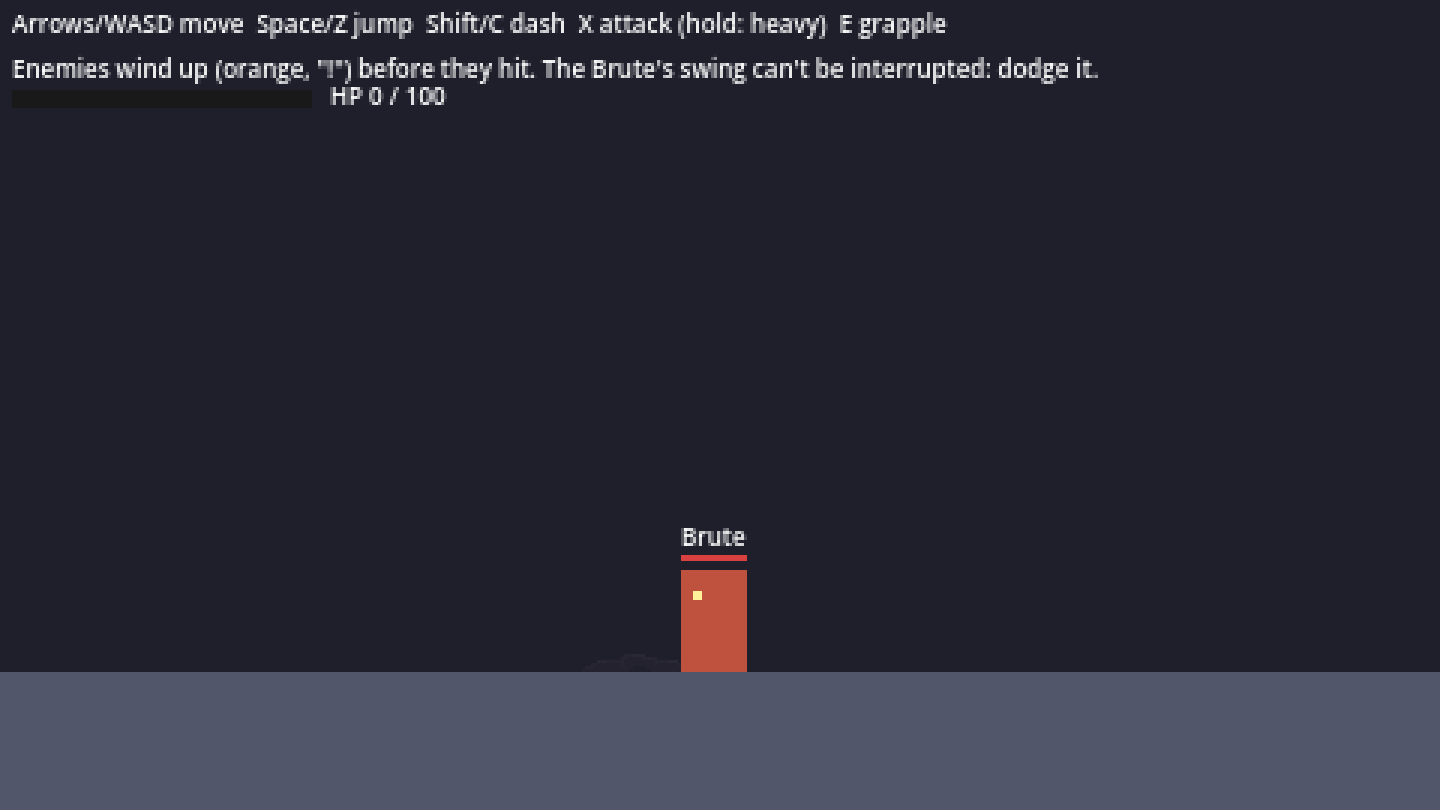 Arrows/WASD move  Space/Z jump  Shift/C dash  X attack (hold: heavy)  E grapple
Enemies wind up (orange, "!") before they hit. The Brute's swing can't be interrupted: dodge it.
HP 0 / 100
Brute